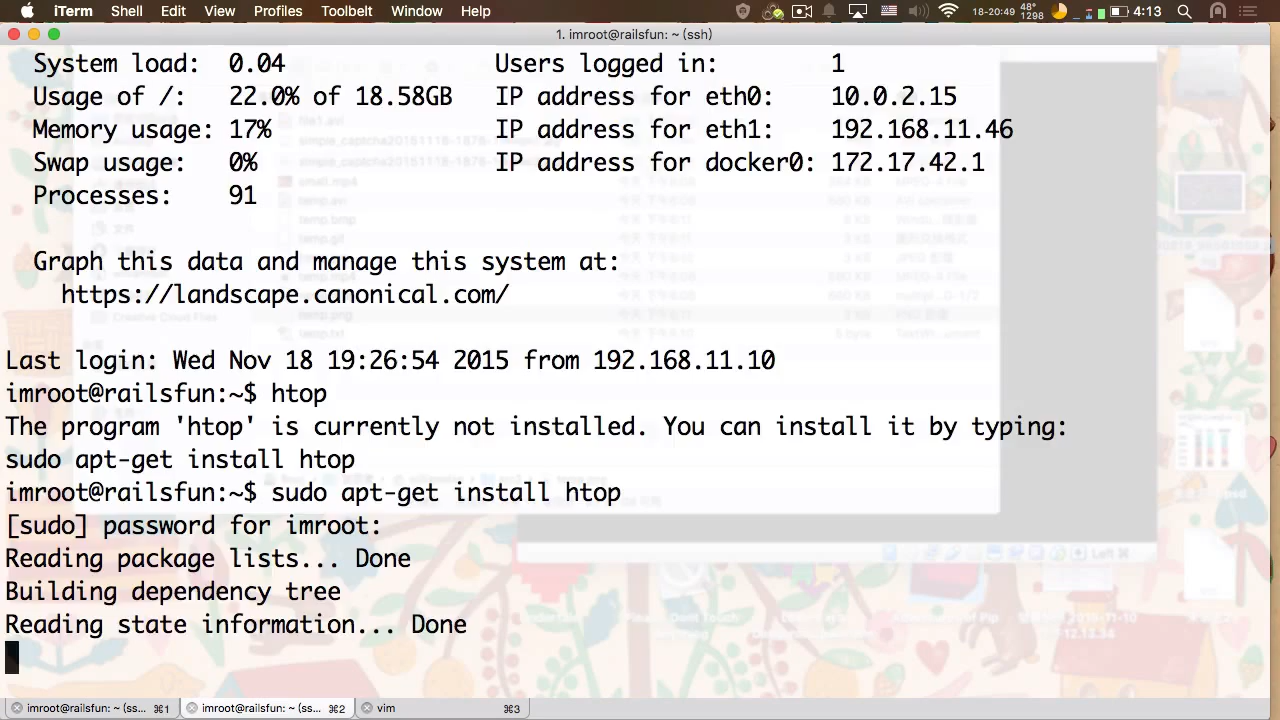 iTerm Shell Edit View Profiles Toolbelt Window Help 18-20:49 48° 1298 4:13
1. imroot@railsfun: ~ (ssh)
System load: 0.04 Users logged in: 1
Usage of /: 22.0% of 18.58GB IP address for eth0: 10.0.2.15
Memory usage: 17% IP address for eth1: 192.168.11.46
Swap usage: 0% IP address for docker0: 172.17.42.1
Processes: 91
Graph this data and manage this system at:
https://landscape.canonical.com/
Last login: Wed Nov 18 19:26:54 2015 from 192.168.11.10
imroot@railsfun:~$ htop
The program 'htop' is currently not installed. You can install it by typing:
sudo apt-get install htop
imroot@railsfun:~$ sudo apt-get install htop
[sudo] password for imroot:
Reading package lists... Done
Building dependency tree
Reading state information... Done
imroot@railsfun: ~ (ss... ⌘1 imroot@railsfun: ~ (ss... ⌘2 vim ⌘3